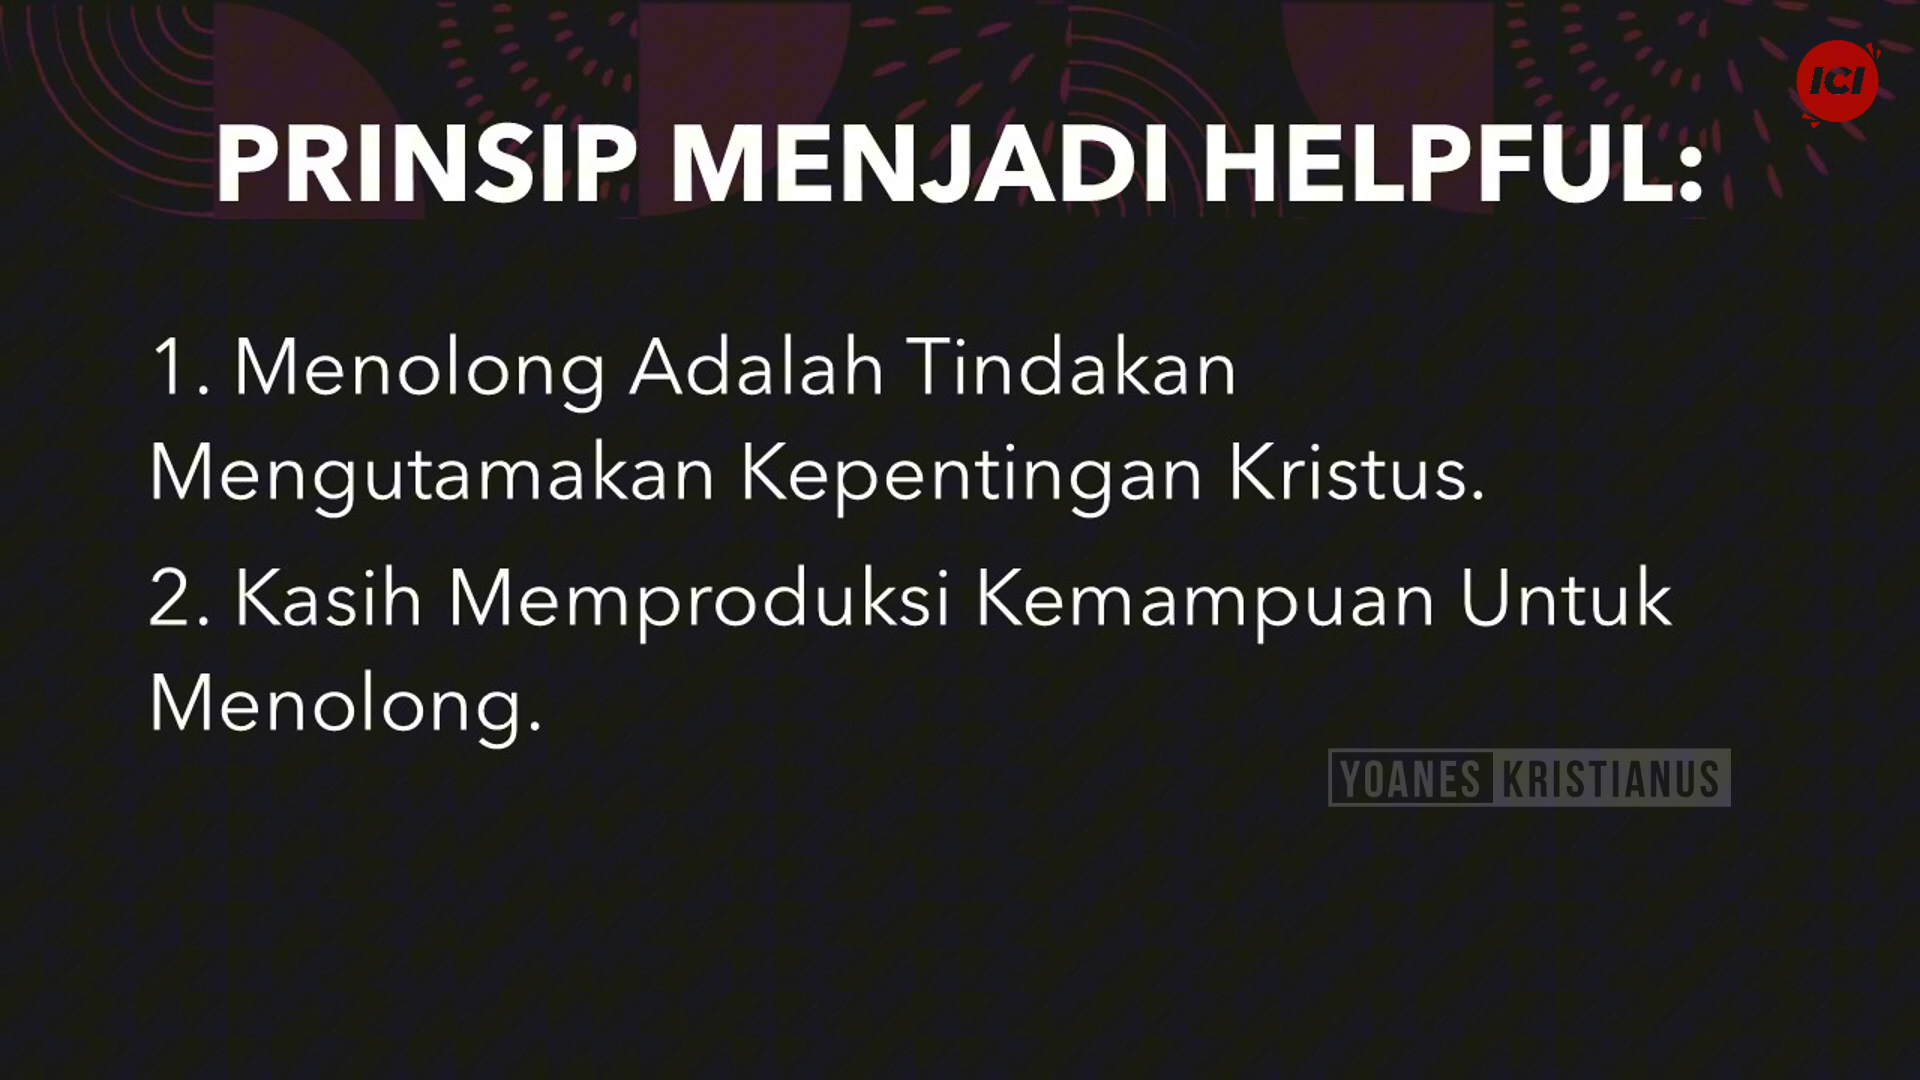 ICI
PRINSIP MENJADI HELPFUL:
1. Menolong Adalah Tindakan
Mengutamakan Kepentingan Kristus.
2. Kasih Memproduksi Kemampuan Untuk
Menolong.
YOANES KRISTIANUS